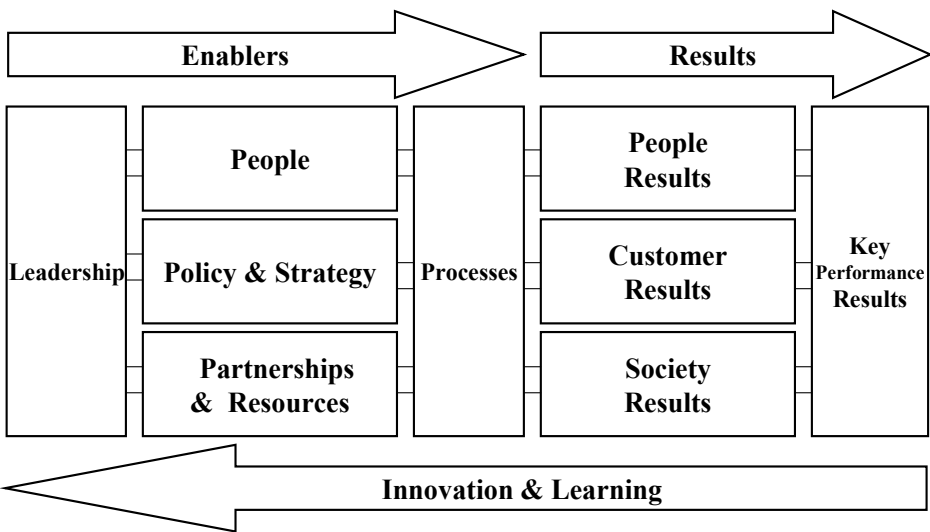 Enablers
Results
Leadership
People
Policy & Strategy
Partnerships
& Resources
Processes
People
Results
Customer
Results
Society
Results
Key
Performance
Results
Innovation & Learning